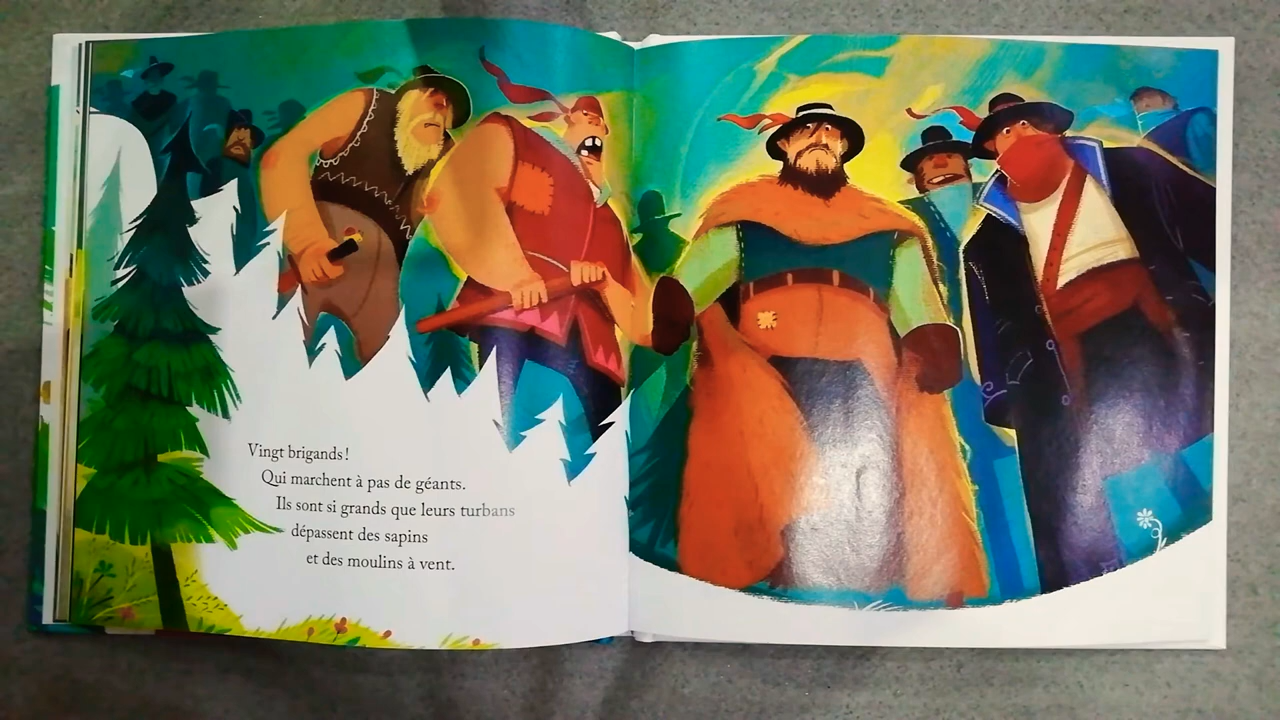 Vingt brigands !
Qui marchent à pas de géants.
Ils sont si grands que leurs turbans
dépassent des sapins
et des moulins à vent.